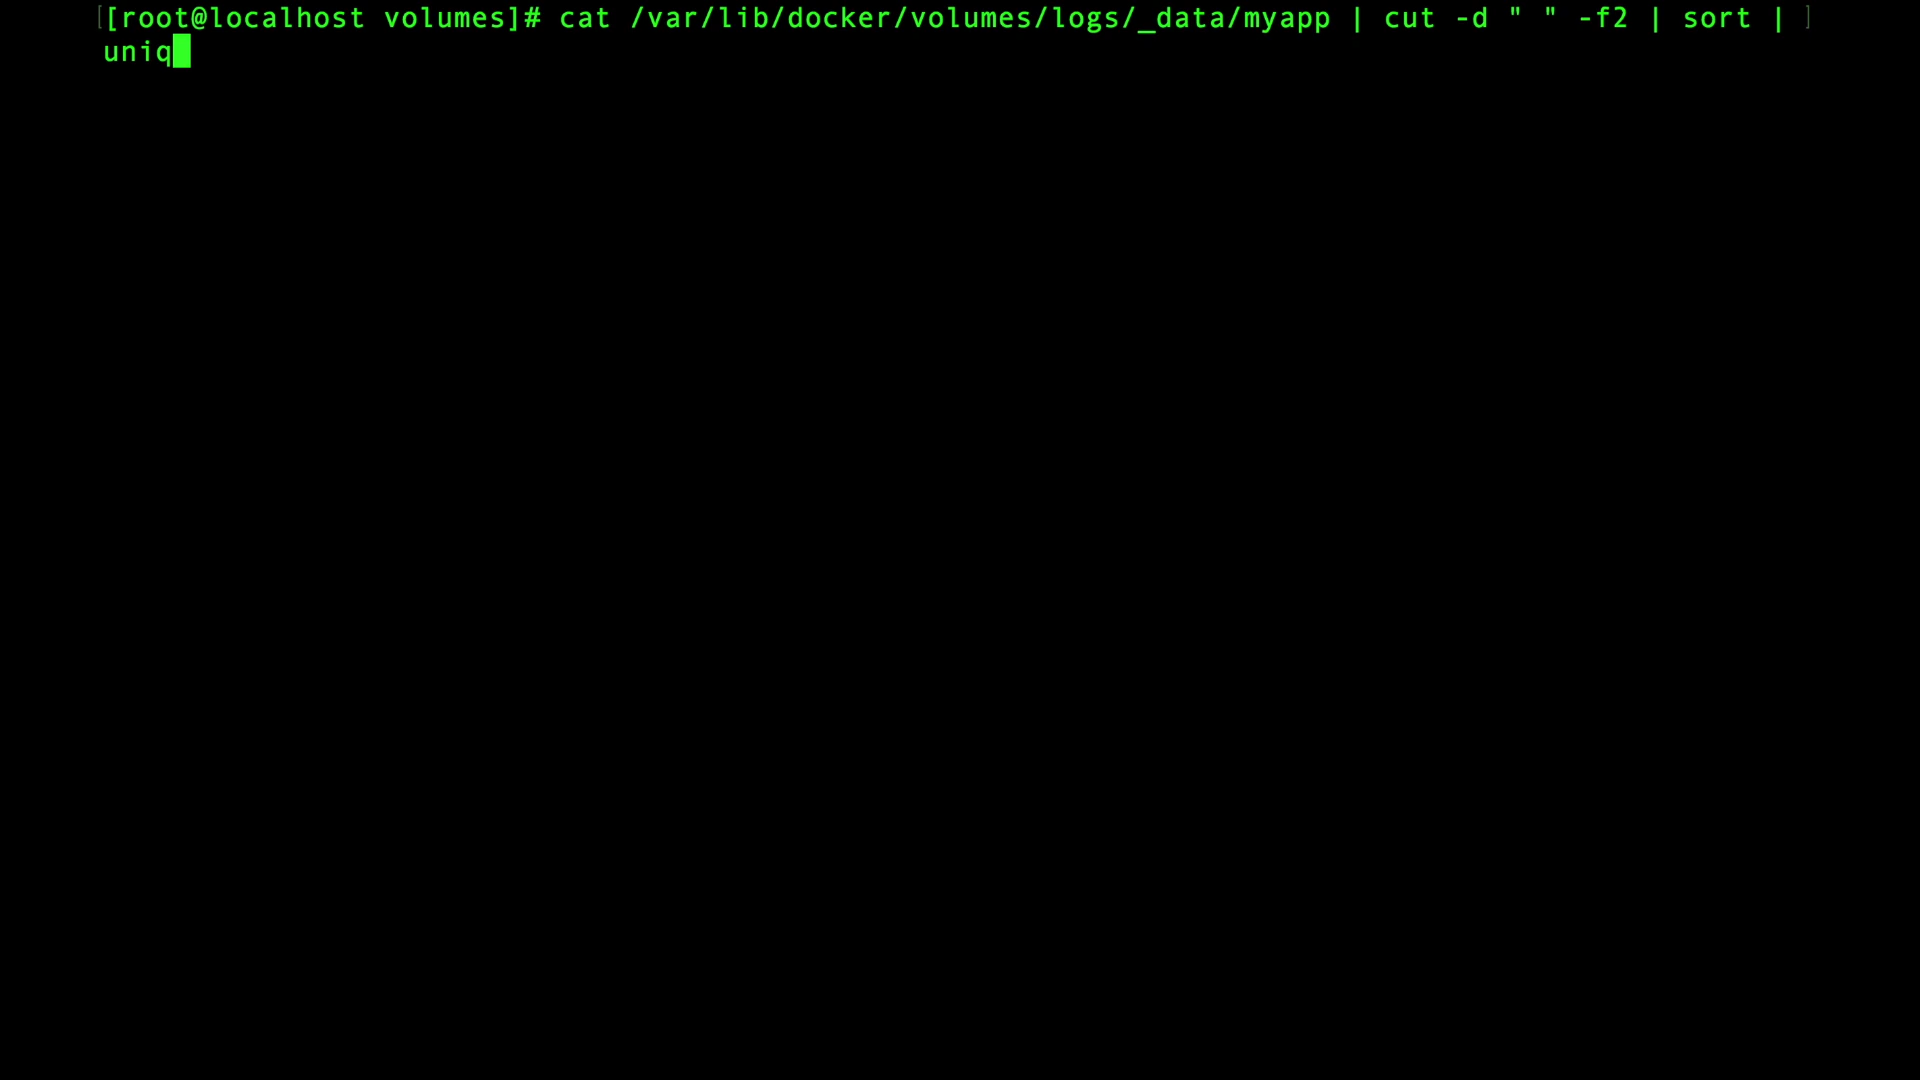 [root@localhost volumes]# cat /var/lib/docker/volumes/logs/_data/myapp | cut -d " " -f2 | sort |
uniq